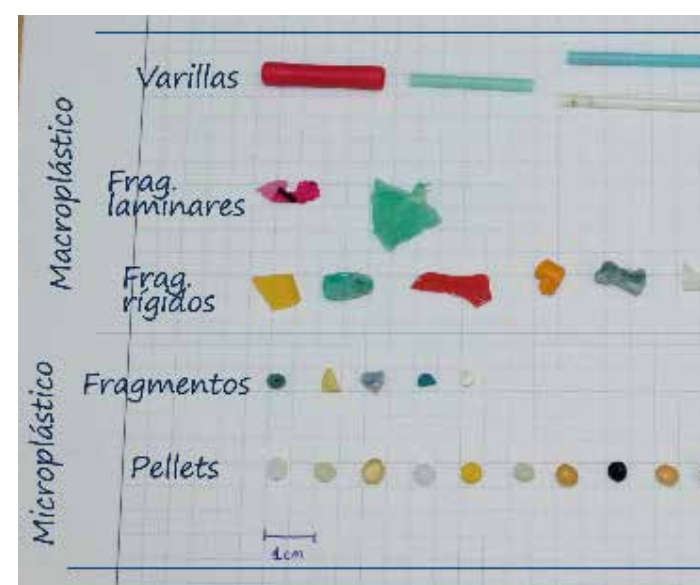 Macroplástico
Varillas
Frag.
laminares
Frag.
rígidos
Microplástico
Fragmentos
Pellets
1cm